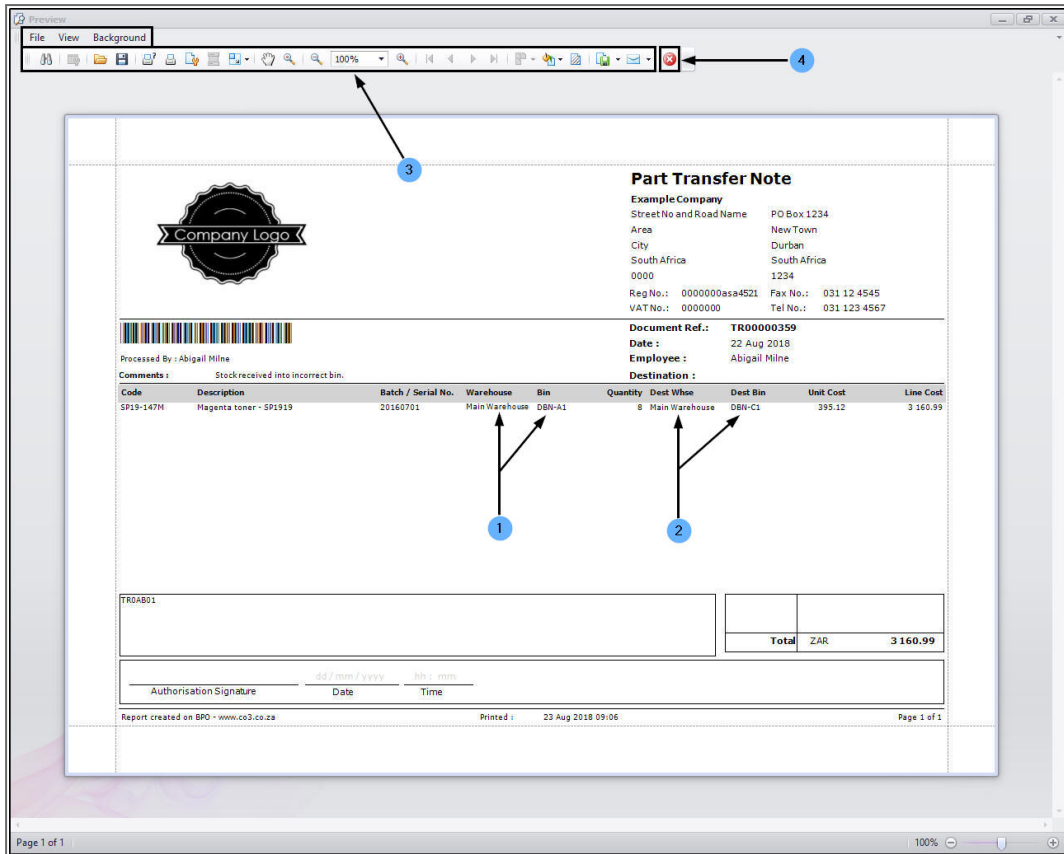 Preview
File View Background
100%
4
3
Company Logo
Part Transfer Note
Example Company
Street No and Road Name PO Box 1234
Area New Town
City Durban
South Africa South Africa
0000 1234
Reg No.: 0000000asa4521 Fax No.: 031 12 4545
VAT No.: 0000000 Tel No.: 031 123 4567
Document Ref.: TR00000359
Date : 22 Aug 2018
Processed By : Abigail Milne Employee : Abigail Milne
Comments : Stock received into incorrect bin. Destination :
Code Description Batch / Serial No. Warehouse Bin Quantity Dest Whse Dest Bin Unit Cost Line Cost
SP19-147M Magenta toner - SP1919 20160701 Main Warehouse DBN-A1 8 Main Warehouse DBN-C1 395.12 3 160.99
1 2
TR0AB01
Total ZAR 3 160.99
dd / mm / yyyy hh : mm
Authorisation Signature Date Time
Report created on BPO - www.co3.co.za Printed : 23 Aug 2018 09:06 Page 1 of 1
Page 1 of 1 100%